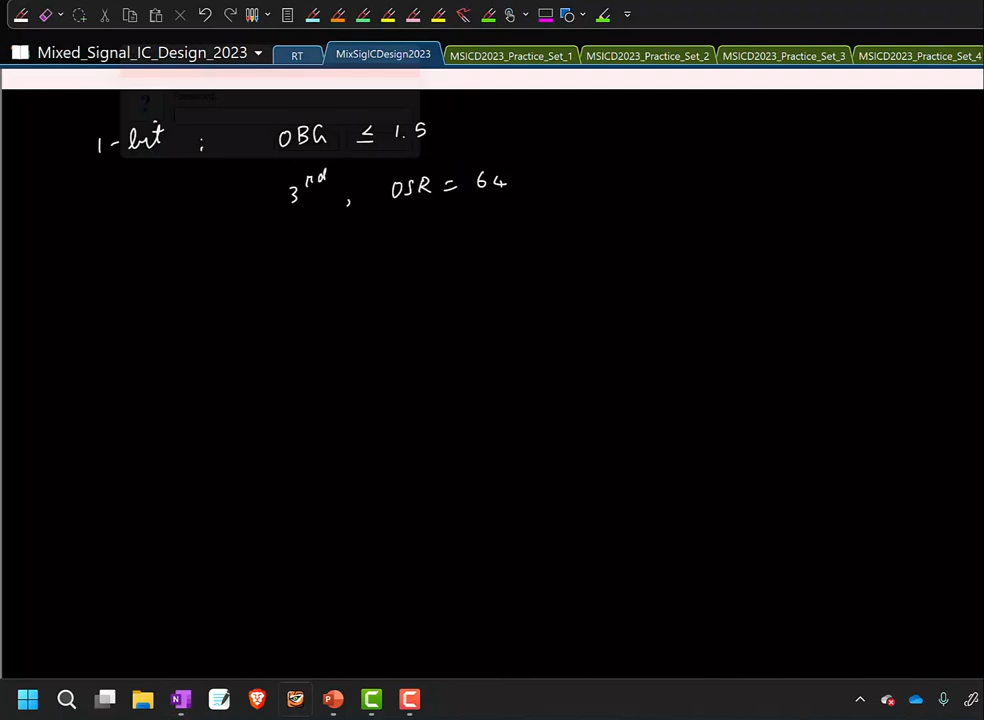 Mixed_Signal_IC_Design_2023 RT MixSigICDesign2023 MSICD2023_Practice_Set_1 MSICD2023_Practice_Set_2 MSICD2023_Practice_Set_3 MSICD2023_Practice_Set_4
1-bit ; OBG ≤ 1.5
3rd , OSR = 64